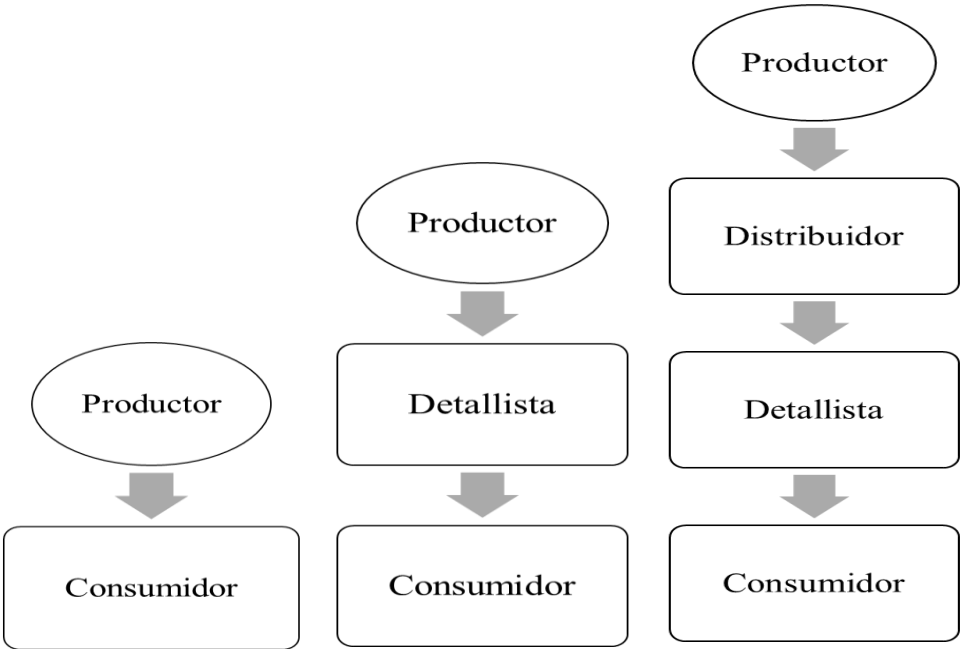 Productor
Consumidor
Productor
Detallista
Consumidor
Productor
Distribuidor
Detallista
Consumidor